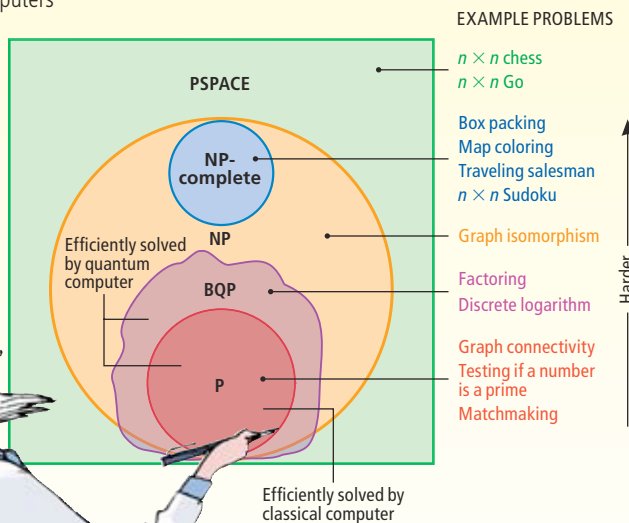 puters
EXAMPLE PROBLEMS
PSPACE
n × n chess
n × n Go
NP-
complete
Box packing
Map coloring
Traveling salesman
n × n Sudoku
NP
Graph isomorphism
Efficiently solved
by quantum
computer
BQP
Factoring
Discrete logarithm
Harder
P
Graph connectivity
Testing if a number
is a prime
Matchmaking
Efficiently solved by
classical computer